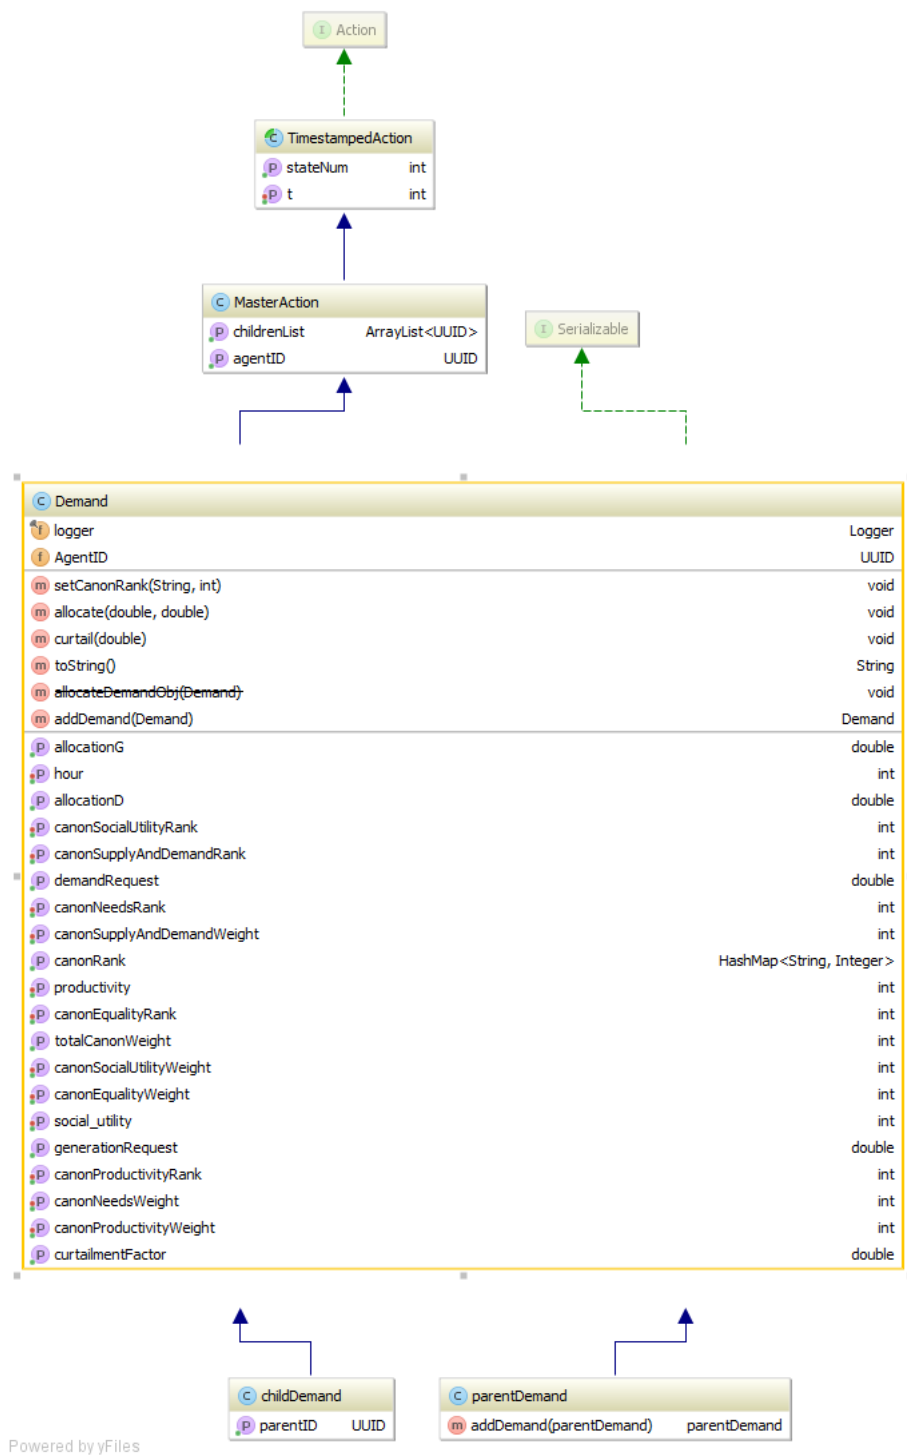 I Action
C TimestampedAction
P stateNum int
P t int
C MasterAction
P childrenList ArrayList<UUID>
P agentID UUID
I Serializable
C Demand
f logger Logger
f AgentID UUID
m setCanonRank(String, int) void
m allocate(double, double) void
m curtail(double) void
m toString() String
m allocateDemandObj(Demand) void
m addDemand(Demand) Demand
P allocationG double
P hour int
P allocationD double
P canonSocialUtilityRank int
P canonSupplyAndDemandRank int
P demandRequest double
P canonNeedsRank int
P canonSupplyAndDemandWeight int
P canonRank HashMap<String, Integer>
P productivity int
P canonEqualityRank int
P totalCanonWeight int
P canonSocialUtilityWeight int
P canonEqualityWeight int
P social_utility int
P generationRequest double
P canonProductivityRank int
P canonNeedsWeight int
P canonProductivityWeight int
P curtailmentFactor double
C childDemand
P parentID UUID
C parentDemand
m addDemand(parentDemand) parentDemand
Powered by yFiles